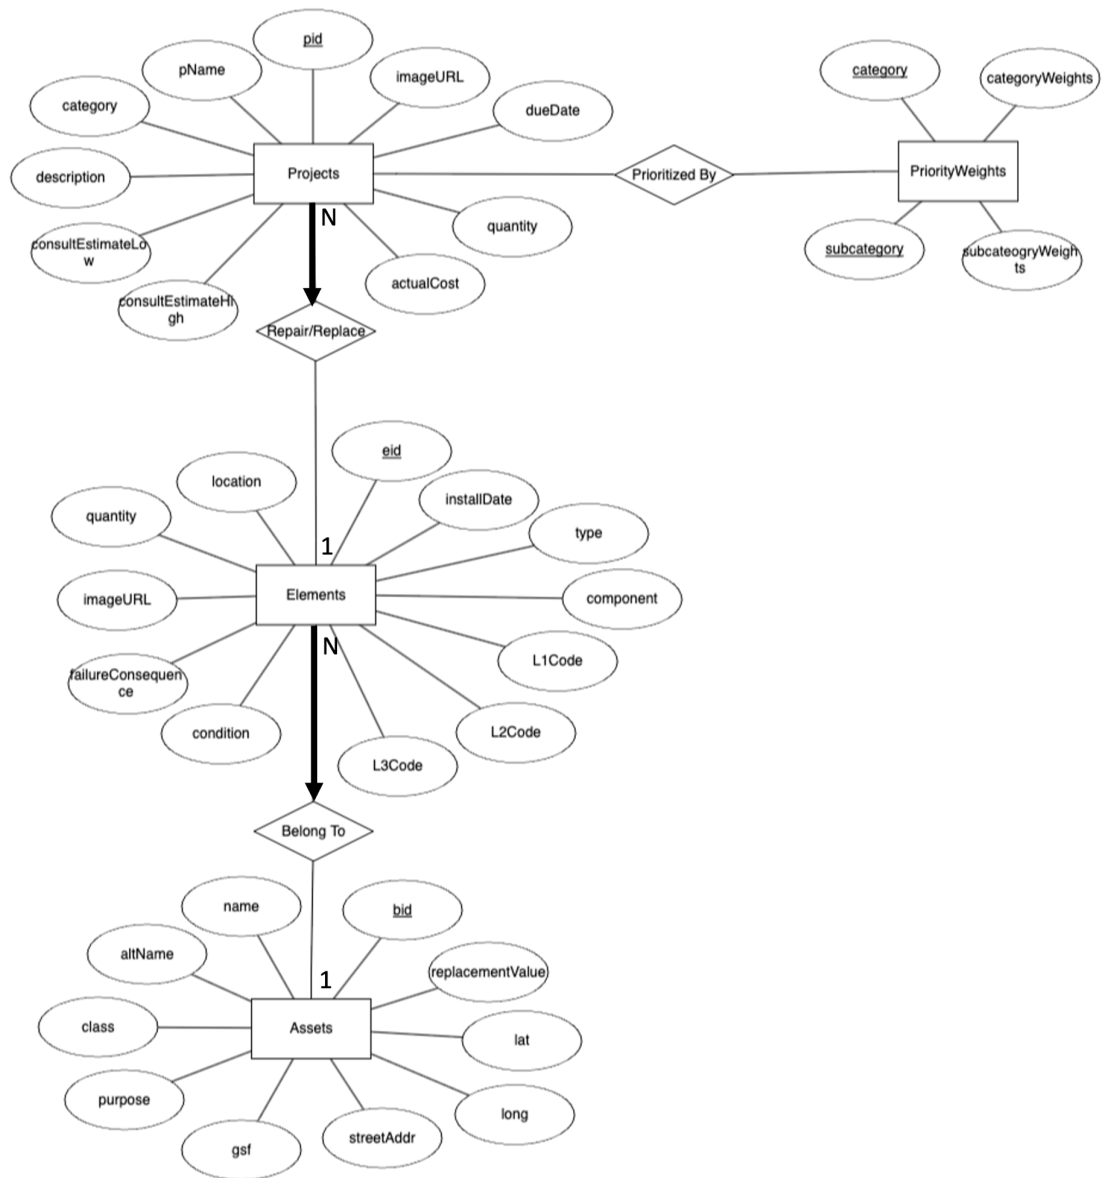 pid
pName
imageURL
category
dueDate
description
Projects
consultEstimateLo
w
consultEstimateHi
gh
actualCost
quantity
N
Prioritized By
category
categoryWeights
PriorityWeights
subcategory
subcateogryWeigh
ts
Repair/Replace
eid
location
installDate
quantity
type
1
imageURL
Elements
component
N
failureConsequen
ce
L1Code
condition
L2Code
L3Code
Belong To
name
bid
altName
replacementValue
1
class
Assets
lat
purpose
long
gsf
streetAddr